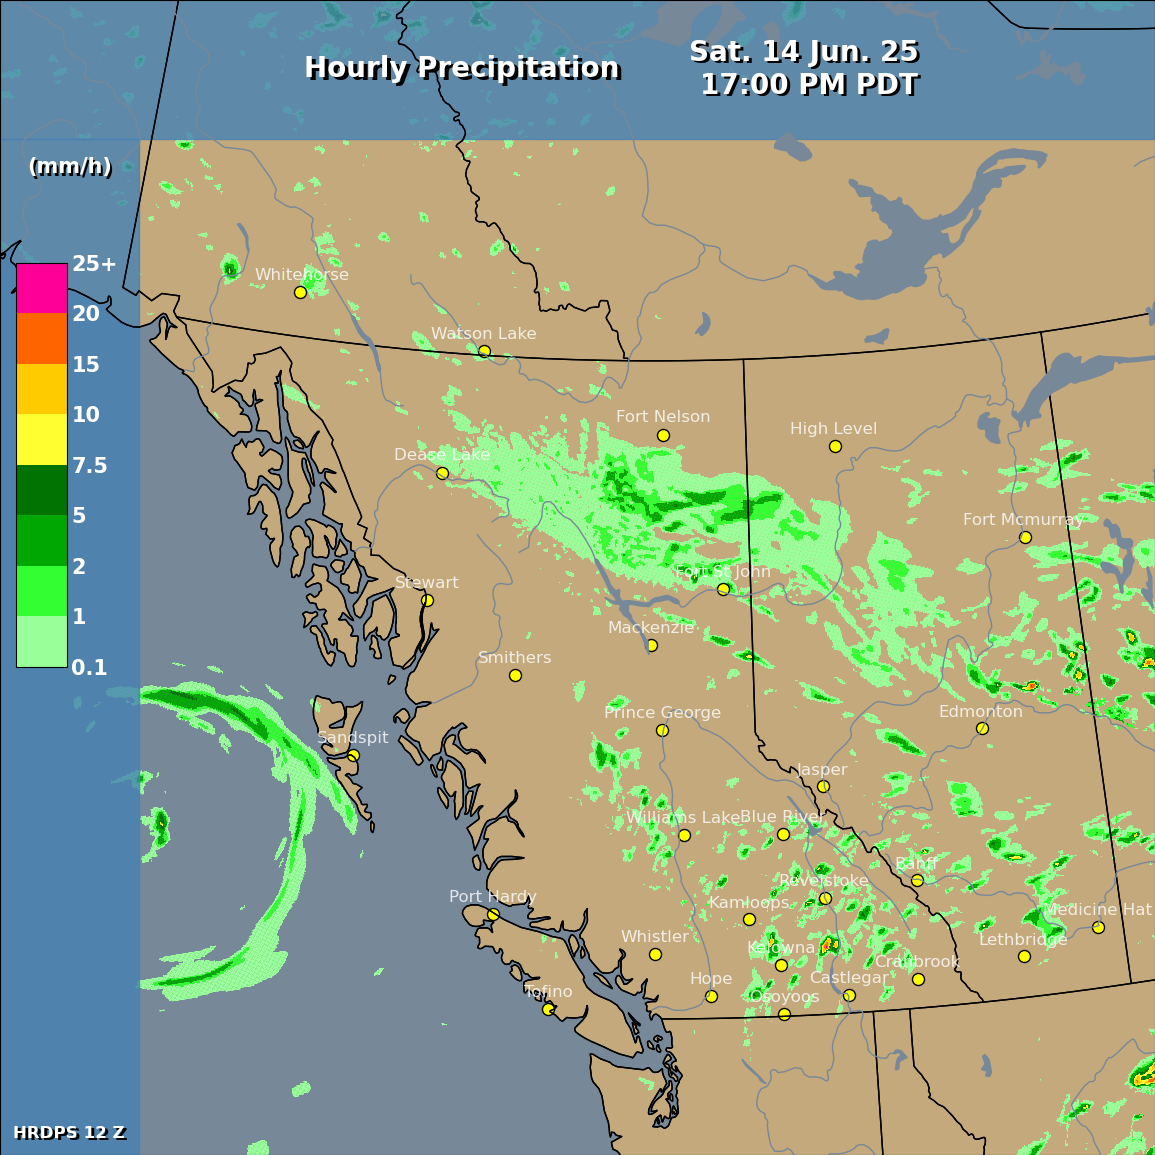 Hourly Precipitation
Sat. 14 Jun. 25
17:00 PM PDT
(mm/h)
25+
20
15
10
7.5
5
2
1
0.1
Whitehorse
Watson Lake
Fort Nelson
High Level
Dease Lake
Fort Mcmurray
Fort St John
Stewart
Mackenzie
Smithers
Prince George
Edmonton
Sandspit
Jasper
Williams Lake
Blue River
Banff
Revelstoke
Port Hardy
Kamloops
Medicine Hat
Whistler
Kelowna
Lethbridge
Cranbrook
Hope
Castlegar
Tofino
Osoyoos
HRDPS 12 Z